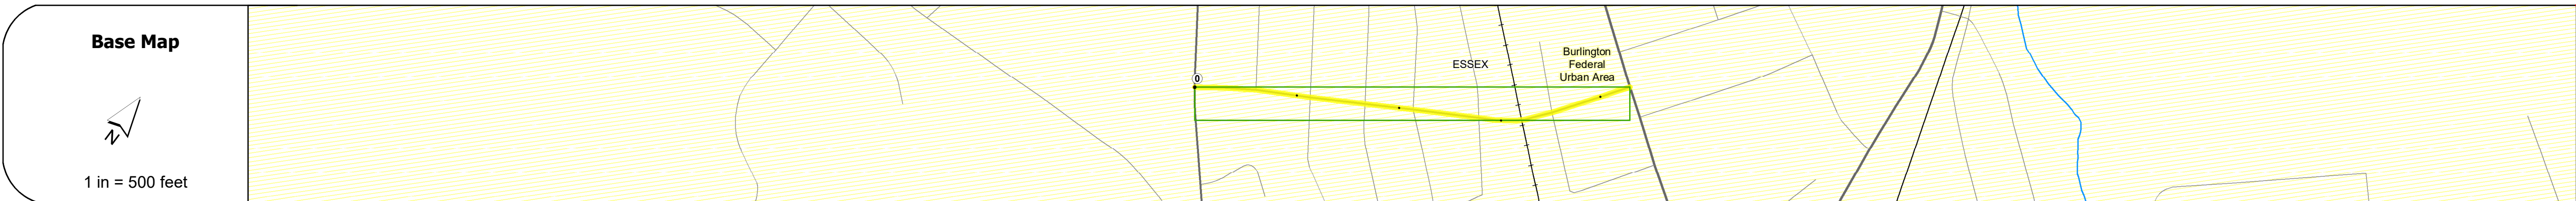 Base Map
N
1 in = 500 feet
0
ESSEX
Burlington
Federal
Urban Area